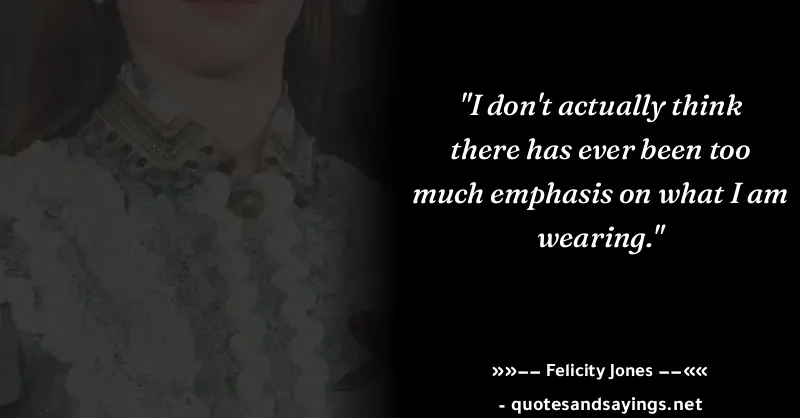 "I don't actually think
there has ever been too
much emphasis on what I am
wearing."
»»–– Felicity Jones ––««
- quotesandsayings.net